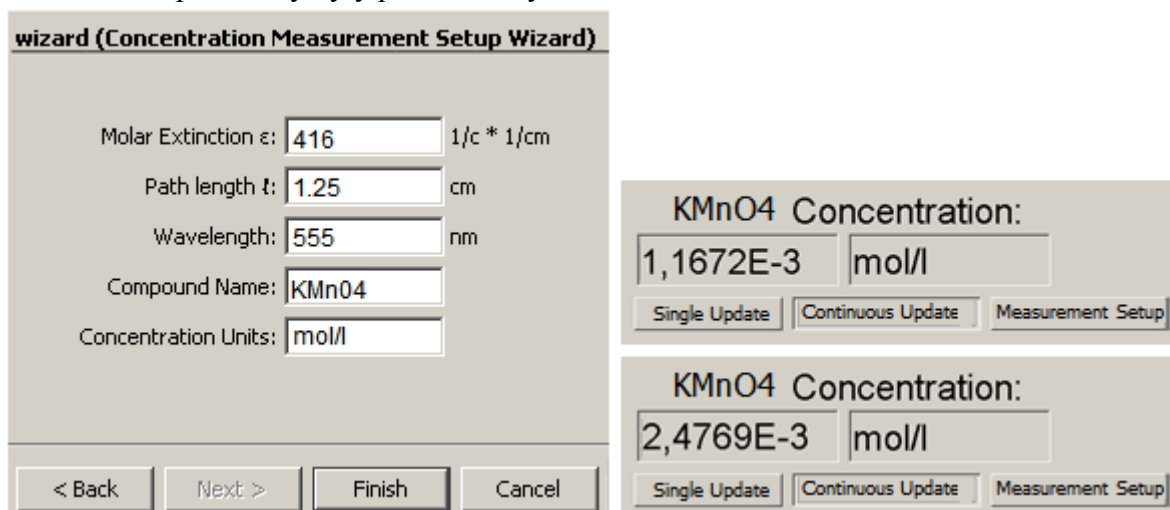 wizard (Concentration Measurement Setup Wizard)
Molar Extinction ε: 416 1/c * 1/cm
Path length ℓ: 1.25 cm
Wavelength: 555 nm
Compound Name: KMn04
Concentration Units: mol/l
< Back Next > Finish Cancel
KMnO4 Concentration:
1,1672E-3 mol/l
Single Update Continuous Update Measurement Setup
KMnO4 Concentration:
2,4769E-3 mol/l
Single Update Continuous Update Measurement Setup